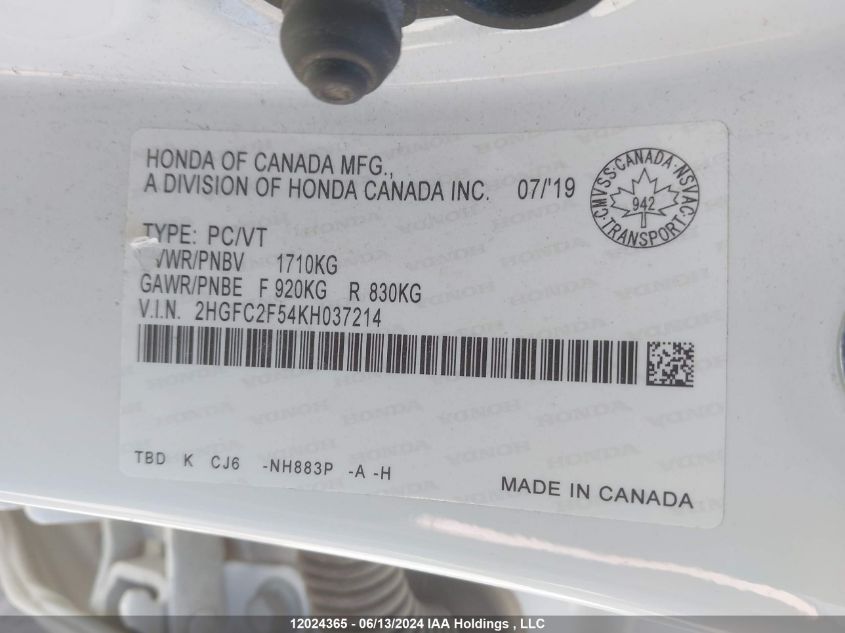 HONDA OF CANADA MFG.,
A DIVISION OF HONDA CANADA INC. 07/'19
CMVSS·CANADA·NSVAC·TRANSPORT·
942
TYPE: PC/VT
VWR/PNBV 1710KG
GAWR/PNBE F 920KG R 830KG
V.I.N. 2HGFC2F54KH037214
TBD K CJ6 -NH883P -A -H
MADE IN CANADA
12024365 - 06/13/2024 IAA Holdings , LLC